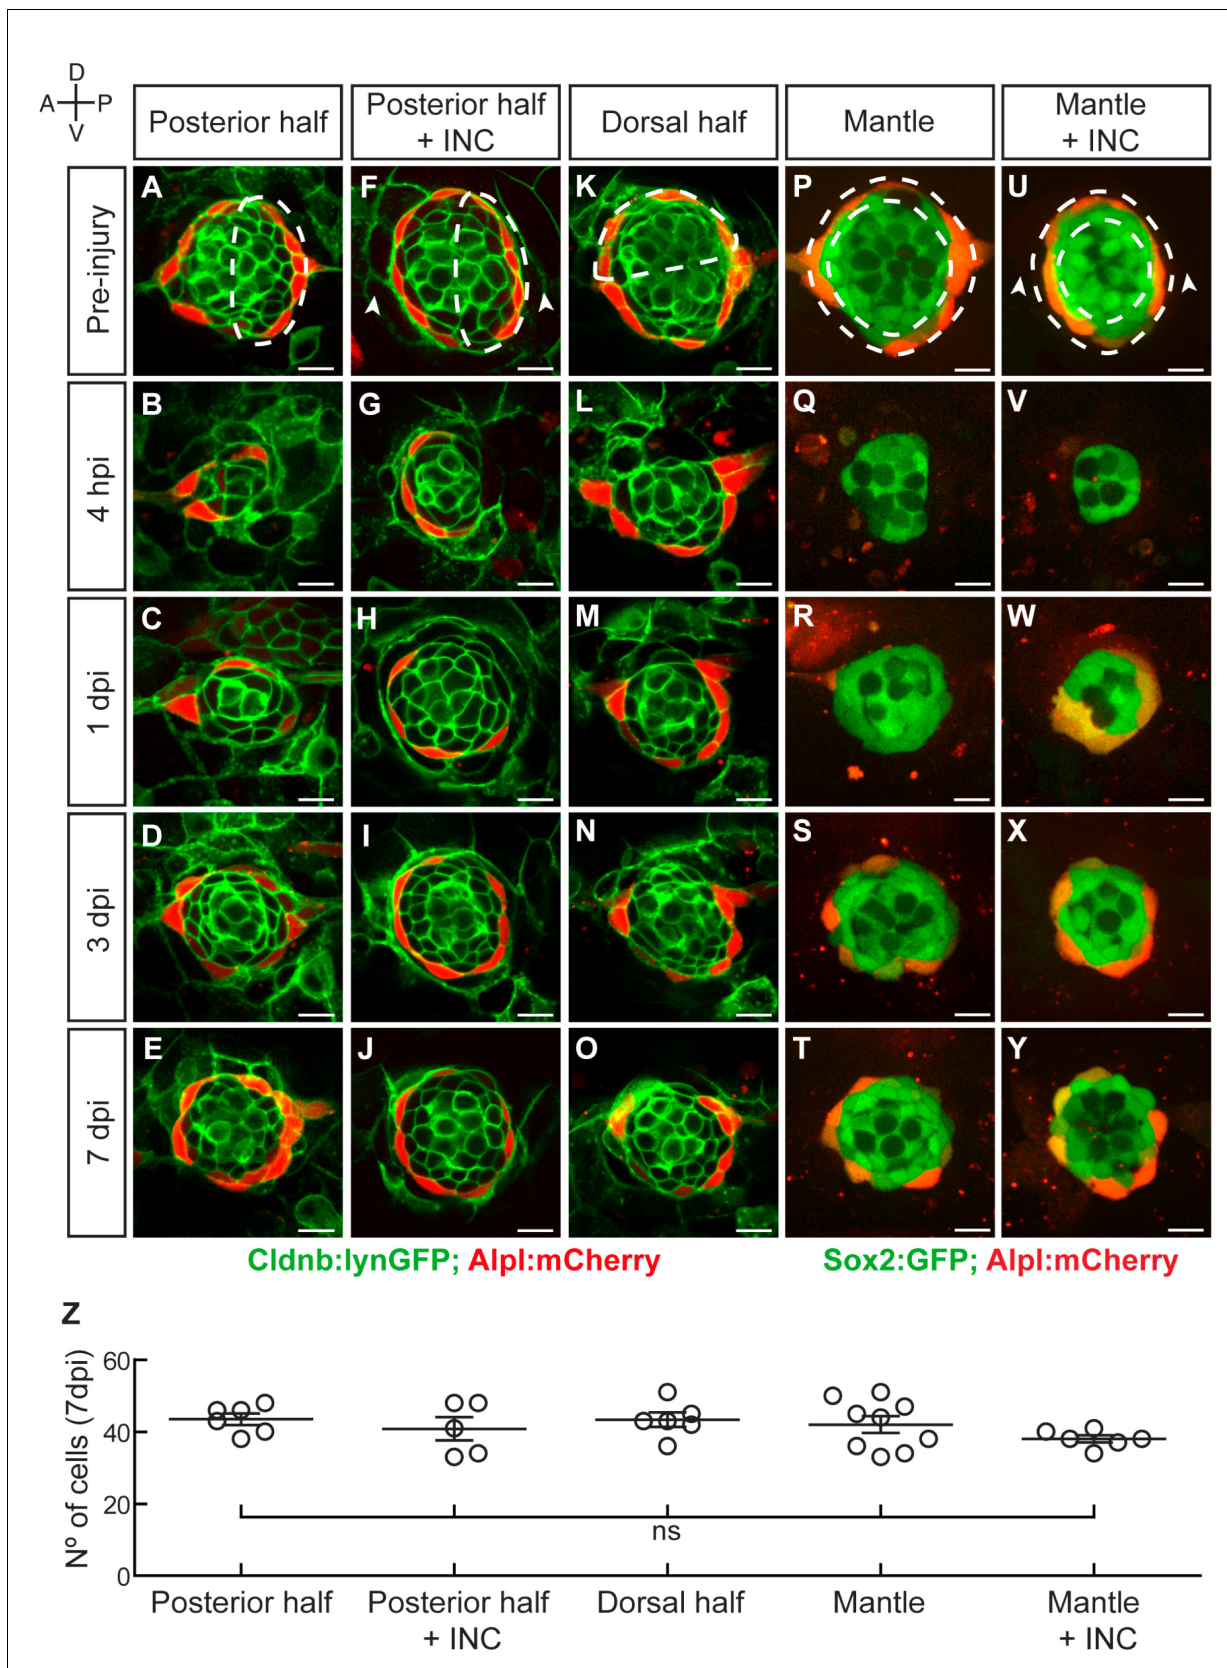 D
A P
V
Posterior half
Posterior half
+ INC
Dorsal half
Mantle
Mantle
+ INC
Pre-injury
A
F
K
P
U
4 hpi
B
G
L
Q
V
1 dpi
C
H
M
R
W
3 dpi
D
I
N
S
X
7 dpi
E
J
O
T
Y
Cldnb:lynGFP; Alpl:mCherry
Sox2:GFP; Alpl:mCherry
Z
Nº of cells (7dpi)
60
40
20
0
ns
Posterior half
Posterior half
+ INC
Dorsal half
Mantle
Mantle
+ INC